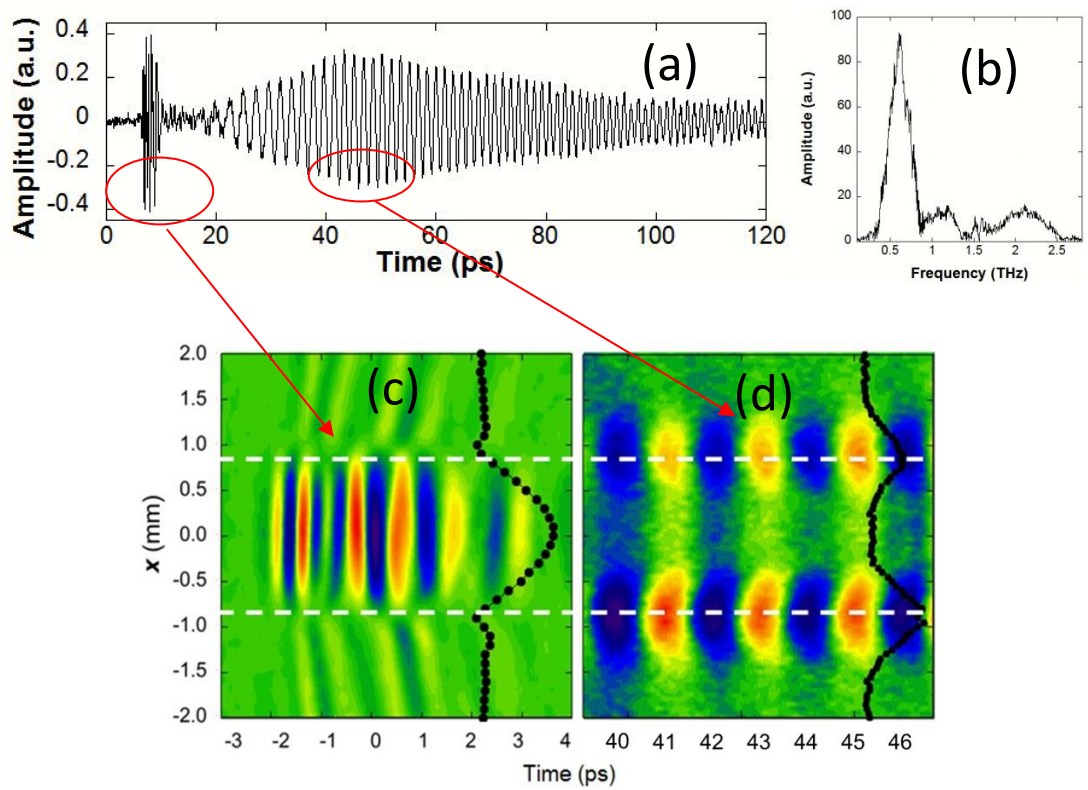 0.4
0.2
0
-0.2
-0.4
Amplitude (a.u.)
(a)
0 20 40 60 80 100 120
Time (ps)
100
80
60
40
20
0
Amplitude (a.u.)
(b)
0.5 1 1.5 2 2.5
Frequency (THz)
2.0
1.5
1.0
0.5
0.0
-0.5
-1.0
-1.5
-2.0
x (mm)
(c)
(d)
-3 -2 -1 0 1 2 3 4
40 41 42 43 44 45 46
Time (ps)